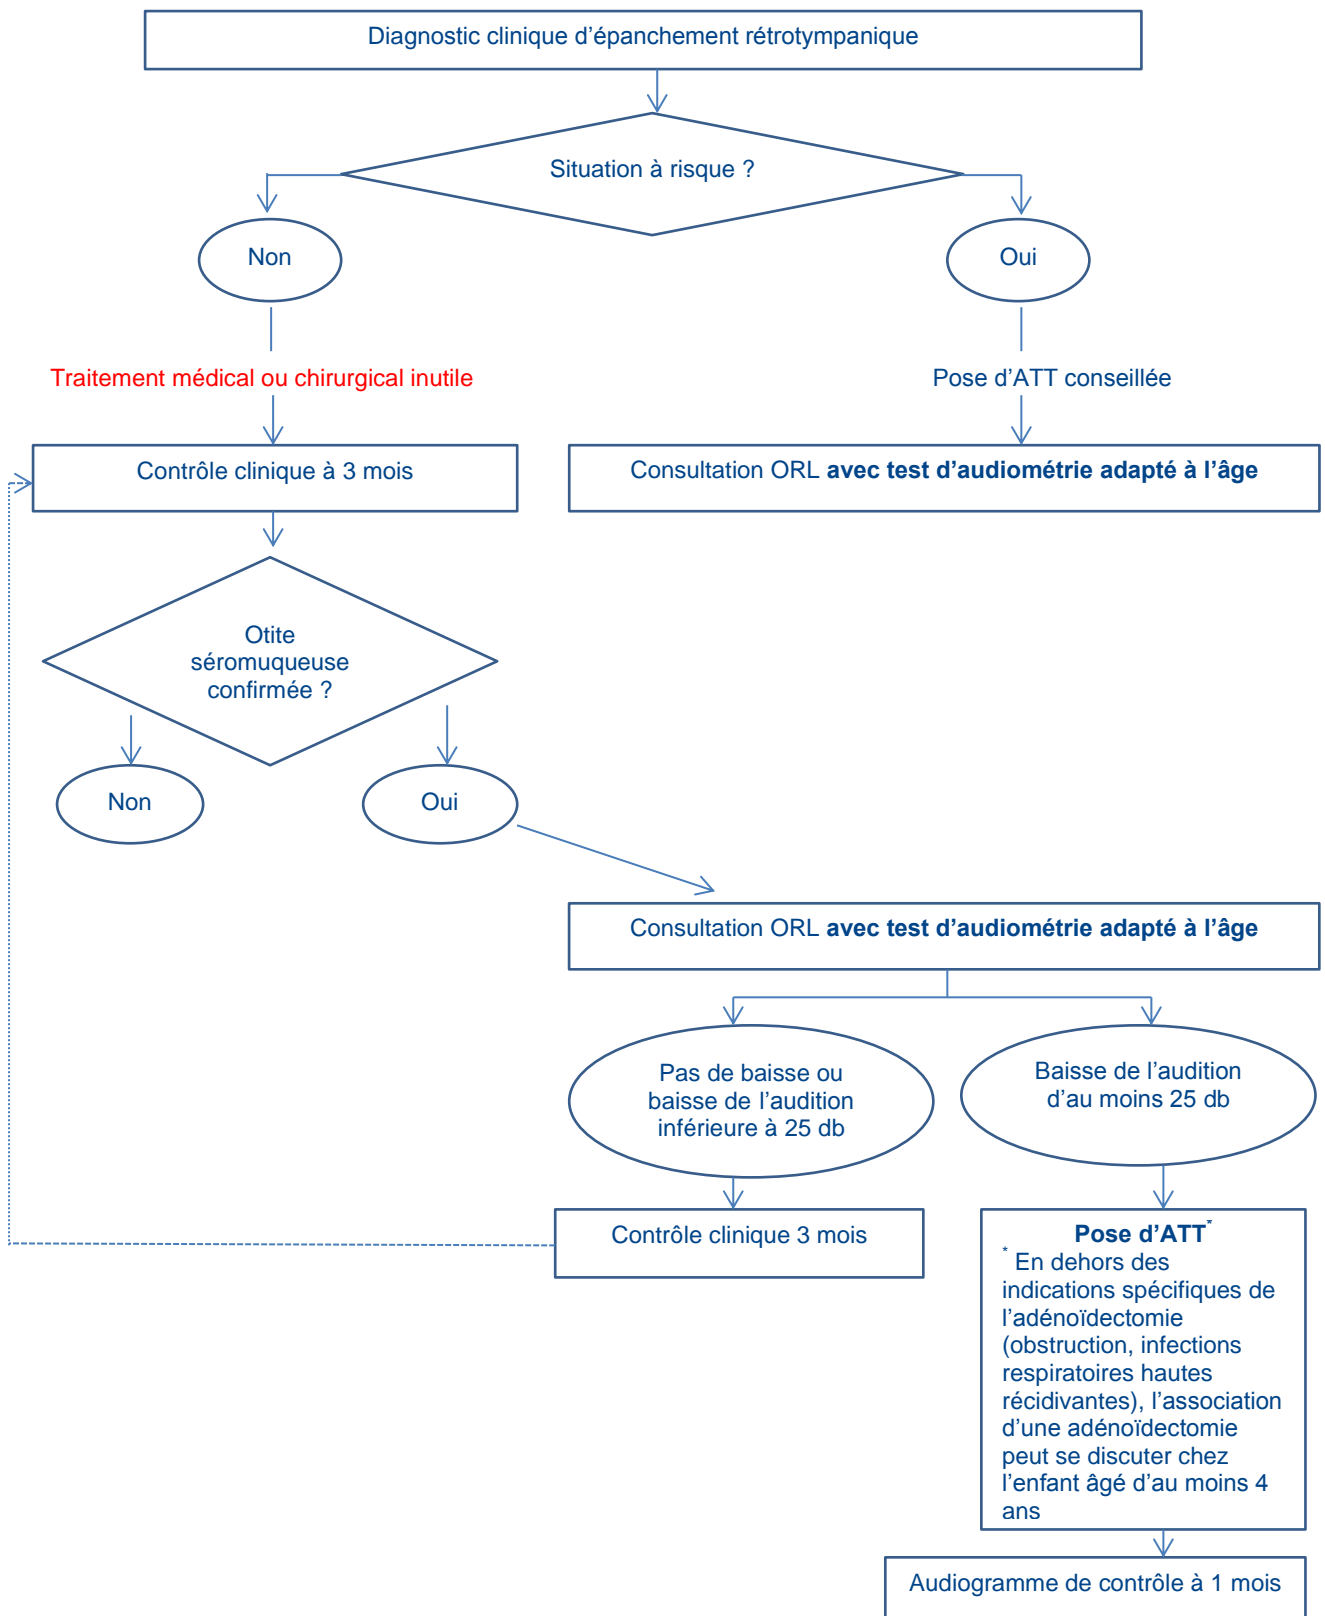 Diagnostic clinique d’épanchement rétrotympanique
Situation à risque ?
Non
Oui
Traitement médical ou chirurgical inutile
Pose d’ATT conseillée
Contrôle clinique à 3 mois
Consultation ORL avec test d’audiométrie adapté à l’âge
Otite
séromuqueuse
confirmée ?
Non
Oui
Consultation ORL avec test d’audiométrie adapté à l’âge
Pas de baisse ou
baisse de l’audition
inférieure à 25 db
Baisse de l’audition
d’au moins 25 db
Contrôle clinique 3 mois
Pose d’ATT*
* En dehors des
indications spécifiques de
l’adénoïdectomie
(obstruction, infections
respiratoires hautes
récidivantes), l’association
d’une adénoïdectomie
peut se discuter chez
l’enfant âgé d’au moins 4
ans
Audiogramme de contrôle à 1 mois